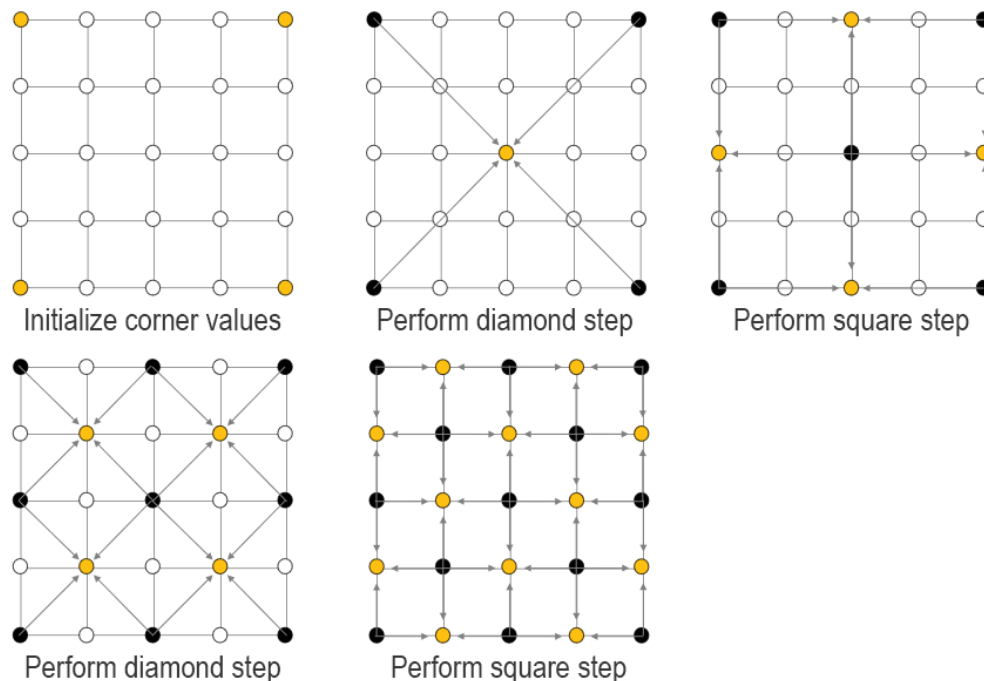 Initialize corner values
Perform diamond step
Perform square step
Perform diamond step
Perform square step